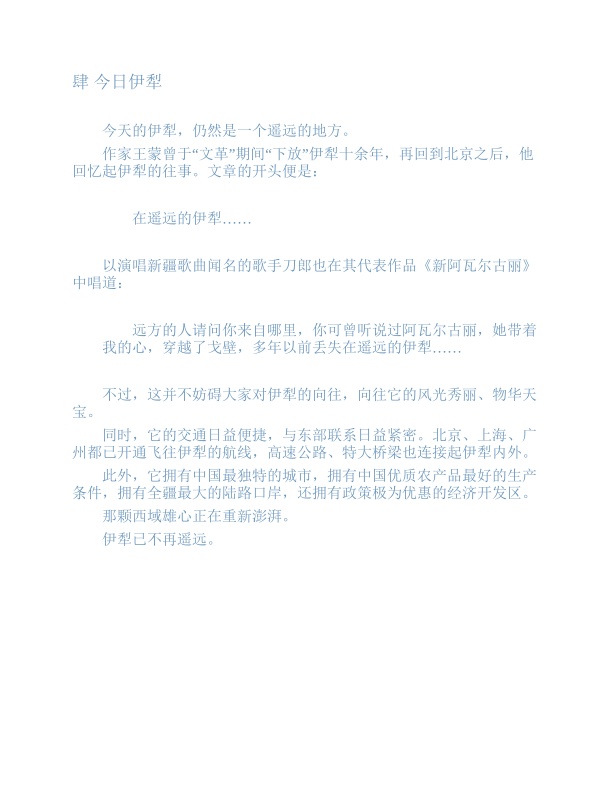 肆 今日伊犁
今天的伊犁，仍然是一个遥远的地方。
作家王蒙曾于“文革”期间“下放”伊犁十余年，再回到北京之后，他
回忆起伊犁的往事。文章的开头便是：
在遥远的伊犁……
以演唱新疆歌曲闻名的歌手刀郎也在其代表作品《新阿瓦尔古丽》
中唱道：
远方的人请问你来自哪里，你可曾听说过阿瓦尔古丽，她带着
我的心，穿越了戈壁，多年以前丢失在遥远的伊犁……
不过，这并不妨碍大家对伊犁的向往，向往它的风光秀丽、物华天
宝。
同时，它的交通日益便捷，与东部联系日益紧密。北京、上海、广
州都已开通飞往伊犁的航线，高速公路、特大桥梁也连接起伊犁内外。
此外，它拥有中国最独特的城市，拥有中国优质农产品最好的生产
条件，拥有全疆最大的陆路口岸，还拥有政策极为优惠的经济开发区。
那颗西域雄心正在重新澎湃。
伊犁已不再遥远。